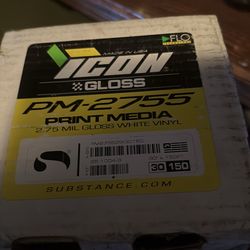 FLO
MADE IN USA
ICON
GLOSS
PM-2755
PRINT MEDIA
2.75 MIL GLOSS WHITE VINYL
30 150
SUBSTANCE.COM